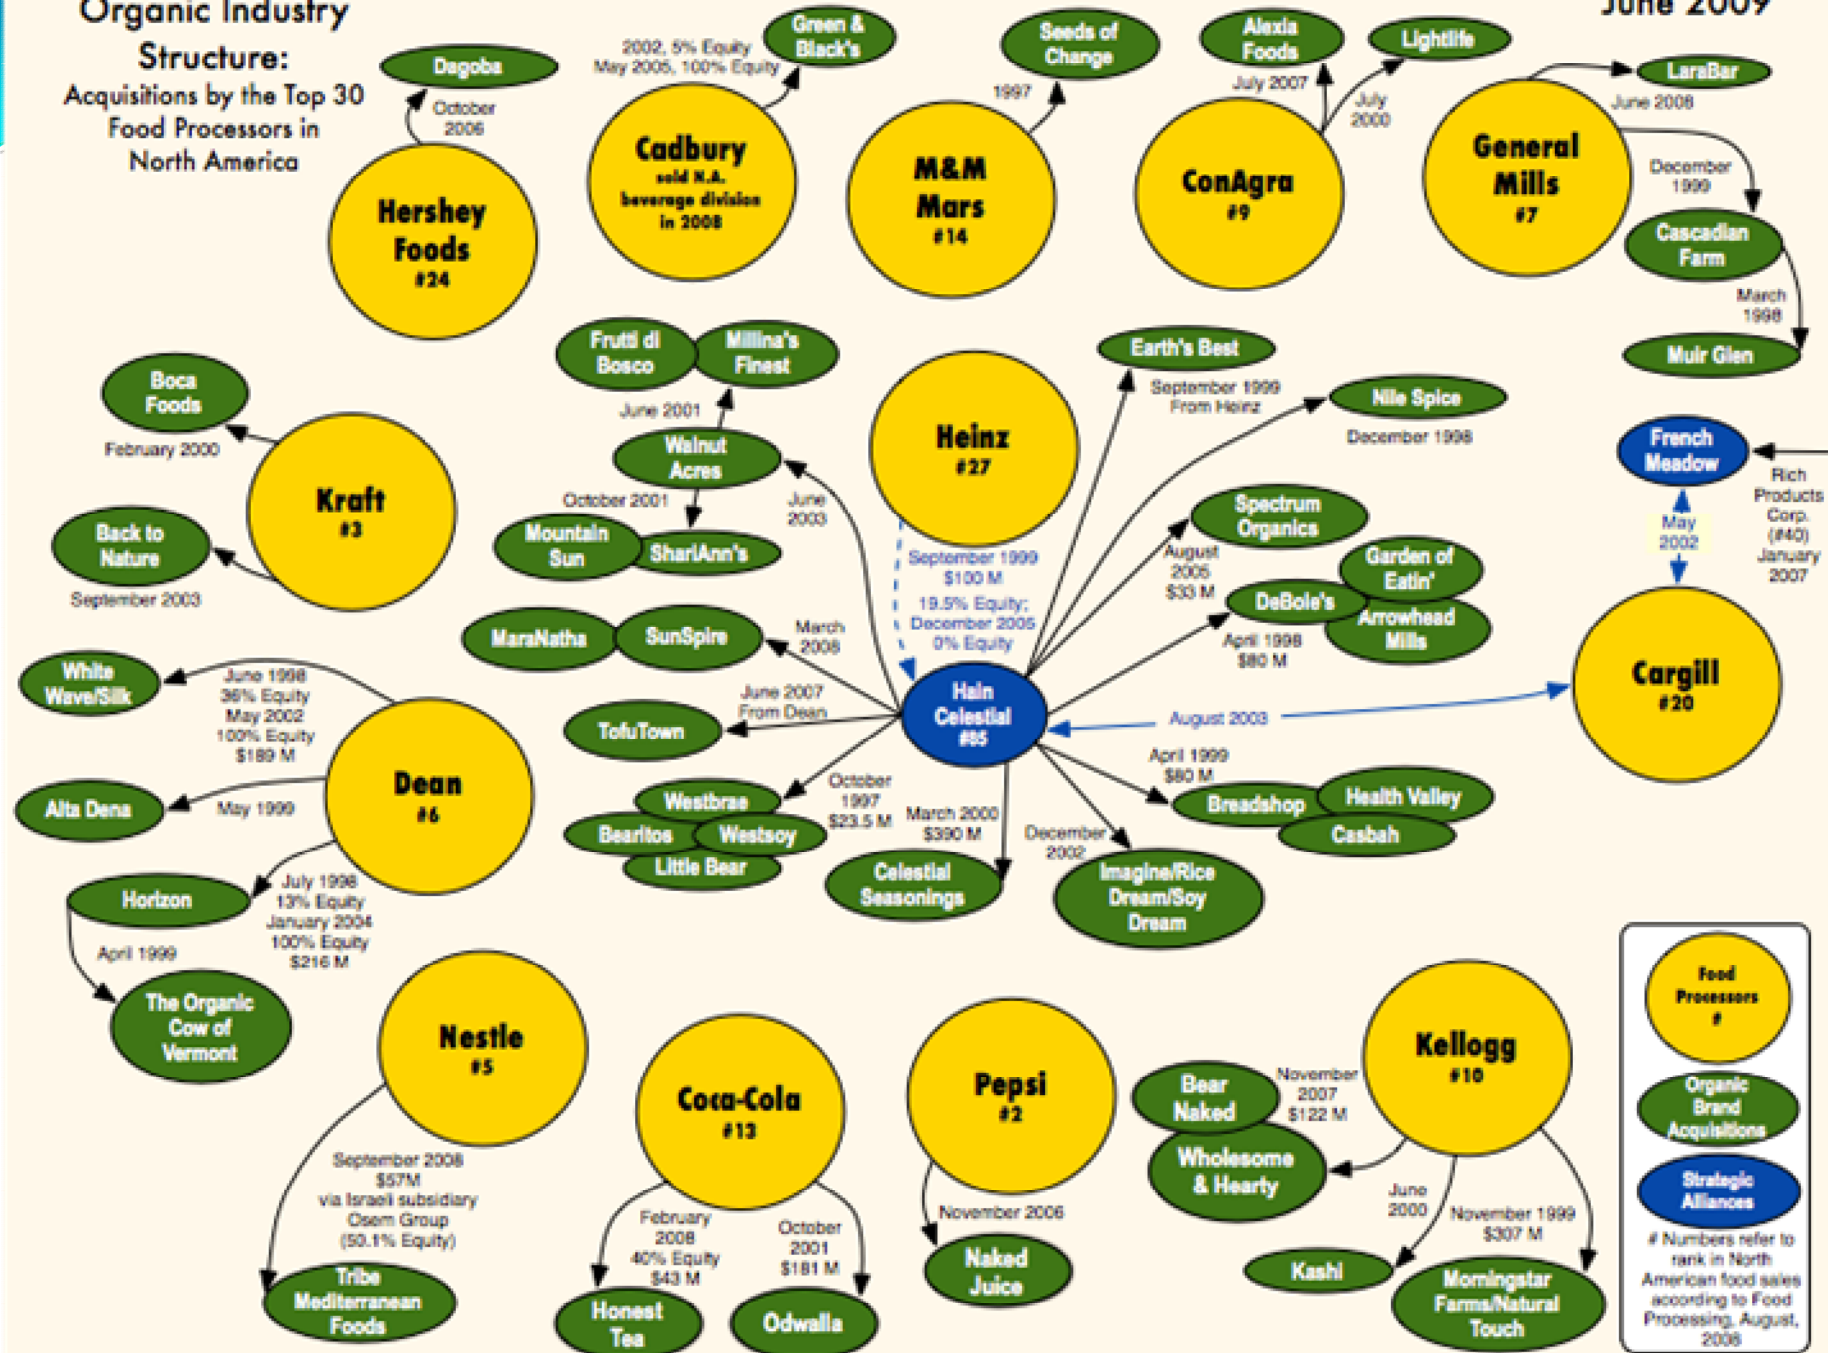 Organic Industry
Structure:
Acquisitions by the Top 30
Food Processors in
North America
June 2009
Dagoba
October
2006
Hershey
Foods
#24
2002, 5% Equity
May 2005, 100% Equity
Green &
Black's
Cadbury
sold N.A.
beverage division
in 2008
Seeds of
Change
1997
M&M
Mars
#14
Alexia
Foods
July 2007
Lightlife
July
2000
ConAgra
#9
LaraBar
June 2008
General
Mills
#7
December
1999
Cascadian
Farm
March
1998
Muir Glen
Boca
Foods
February 2000
Kraft
#3
Back to
Nature
September 2003
Frutti di
Bosco
Millina's
Finest
June 2001
Walnut
Acres
October 2001
Mountain
Sun
ShariAnn's
June
2003
Heinz
#27
September 1999
$100 M
19.5% Equity;
December 2005
0% Equity
Earth's Best
September 1999
From Heinz
Nile Spice
December 1998
Spectrum
Organics
August
2005
$33 M
Garden of
Eatin'
DeBole's
Arrowhead
Mills
April 1998
$80 M
French
Meadow
Rich
Products
Corp.
(#40)
January
2007
May
2002
Cargill
#20
August 2003
Hain
Celestial
#85
MaraNatha
SunSpire
March
2008
TofuTown
June 2007
From Dean
Westbrae
Bearitos
Westsoy
Little Bear
October
1997
$23.5 M
March 2000
$390 M
Celestial
Seasonings
December
2002
Imagine/Rice
Dream/Soy
Dream
April 1999
$80 M
Breadshop
Health Valley
Casbah
White
Wave/Silk
June 1998
36% Equity
May 2002
100% Equity
$189 M
Dean
#6
Alta Dena
May 1999
Horizon
July 1998
13% Equity
January 2004
100% Equity
$216 M
April 1999
The Organic
Cow of
Vermont
Nestle
#5
September 2008
$57M
via Israeli subsidiary
Osem Group
(50.1% Equity)
Tribe
Mediterranean
Foods
Coca-Cola
#13
February
2008
40% Equity
$43 M
Honest
Tea
October
2001
$181 M
Odwalla
Pepsi
#2
November 2006
Naked
Juice
Kellogg
#10
Bear
Naked
November
2007
$122 M
Wholesome
& Hearty
June
2000
Kashi
November 1999
$307 M
Morningstar
Farms/Natural
Touch
Food
Processors
#
Organic
Brand
Acquisitions
Strategic
Alliances
# Numbers refer to
rank in North
American food sales
according to Food
Processing, August,
2008